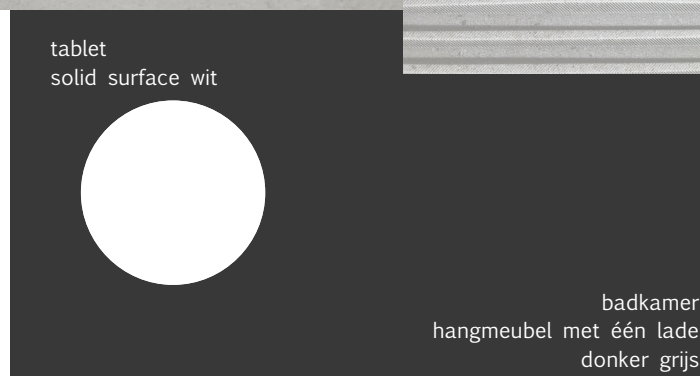 tablet
solid surface wit
badkamer
hangmeubel met één lade
donker grijs